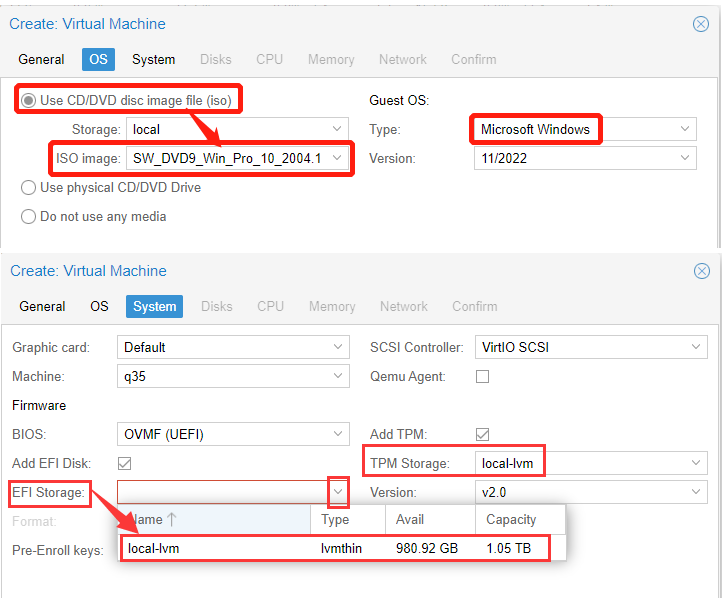 Create: Virtual Machine
General OS System Disks CPU Memory Network Confirm
Use CD/DVD disc image file (iso) Guest OS:
Storage: local Type: Microsoft Windows
ISO image: SW_DVD9_Win_Pro_10_2004.1 Version: 11/2022
Use physical CD/DVD Drive
Do not use any media
Create: Virtual Machine
General OS System Disks CPU Memory Network Confirm
Graphic card: Default SCSI Controller: VirtIO SCSI
Machine: q35 Qemu Agent:
Firmware
BIOS: OVMF (UEFI) Add TPM:
Add EFI Disk: TPM Storage: local-lvm
EFI Storage: Version: v2.0
Format: Name ↑ Type Avail Capacity
Pre-Enroll keys: local-lvm lvmthin 980.92 GB 1.05 TB